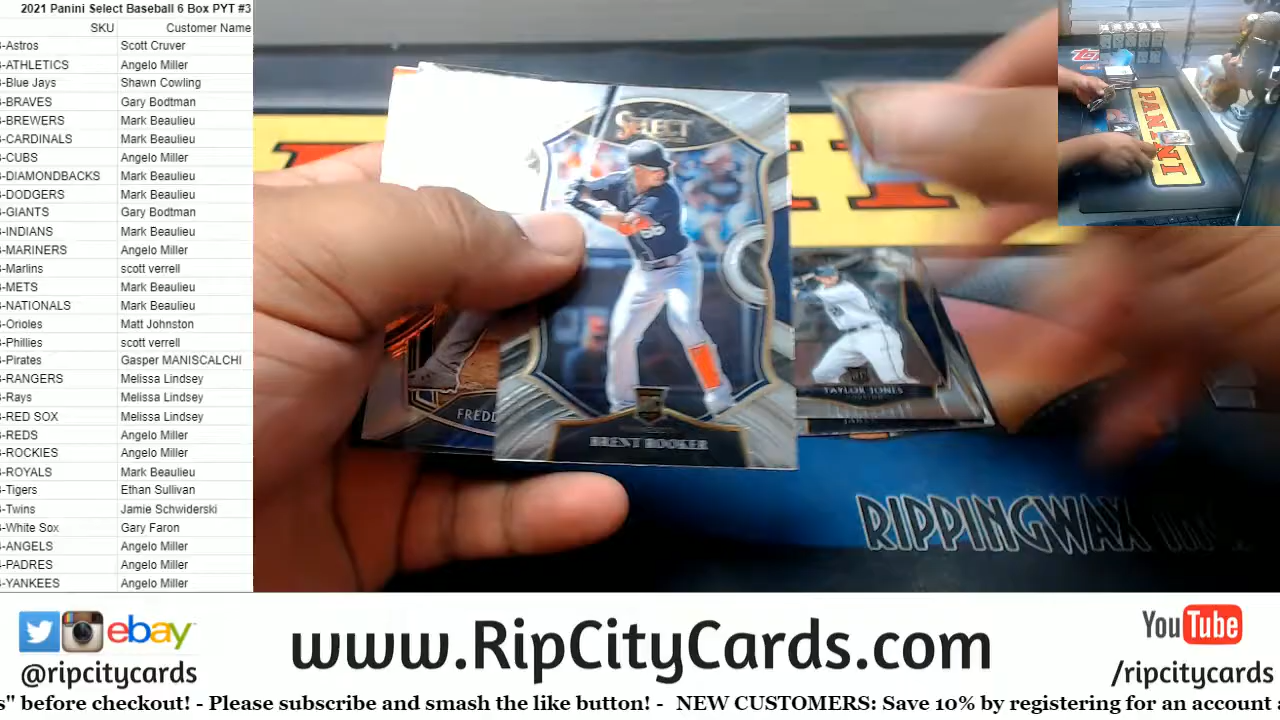 2021 Panini Select Baseball 6 Box PYT #3
SKU Customer Name
-Astros Scott Cruver
-ATHLETICS Angelo Miller
-Blue Jays Shawn Cowling
-BRAVES Gary Bodtman
-BREWERS Mark Beaulieu
-CARDINALS Mark Beaulieu
-CUBS Angelo Miller
-DIAMONDBACKS Mark Beaulieu
-DODGERS Mark Beaulieu
-GIANTS Gary Bodtman
-INDIANS Mark Beaulieu
-MARINERS Angelo Miller
-Marlins scott verrell
-METS Mark Beaulieu
-NATIONALS Mark Beaulieu
-Orioles Matt Johnston
-Phillies scott verrell
-Pirates Gasper MANISCALCHI
-RANGERS Melissa Lindsey
-Rays Melissa Lindsey
-RED SOX Melissa Lindsey
-REDS Angelo Miller
-ROCKIES Angelo Miller
-ROYALS Mark Beaulieu
-Tigers Ethan Sullivan
-Twins Jamie Schwiderski
-White Sox Gary Faron
-ANGELS Angelo Miller
-PADRES Angelo Miller
-YANKEES Angelo Miller
SELECT
56
BRENT ROOKER
FREDD
TAYLOR JONES
HOUSTON
RIPPINGWAX
PANINI
ebay
@ripcitycards
www.RipCityCards.com
YouTube
/ripcitycards
s" before checkout! - Please subscribe and smash the like button! - NEW CUSTOMERS: Save 10% by registering for an account